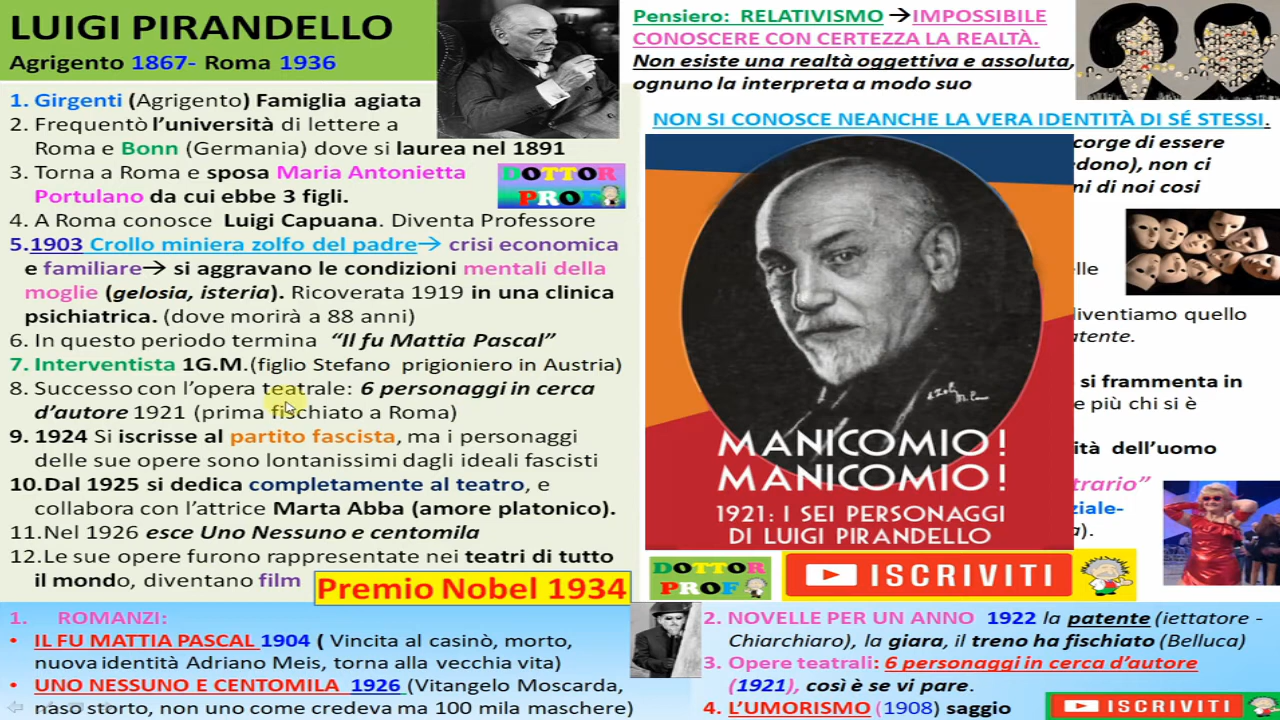 LUIGI PIRANDELLO
Agrigento 1867- Roma 1936
1. Girgenti (Agrigento) Famiglia agiata
2. Frequentò l’università di lettere a
Roma e Bonn (Germania) dove si laurea nel 1891
3. Torna a Roma e sposa Maria Antonietta
Portulano da cui ebbe 3 figli.
DOTTOR
PROF
4. A Roma conosce Luigi Capuana. Diventa Professore
5.1903 Crollo miniera zolfo del padre→ crisi economica
e familiare→ si aggravano le condizioni mentali della
moglie (gelosia, isteria). Ricoverata 1919 in una clinica
psichiatrica. (dove morirà a 88 anni)
6. In questo periodo termina “Il fu Mattia Pascal”
7. Interventista 1G.M.(figlio Stefano prigioniero in Austria)
8. Successo con l’opera teatrale: 6 personaggi in cerca
d’autore 1921 (prima fischiato a Roma)
9. 1924 Si iscrisse al partito fascista, ma i personaggi
delle sue opere sono lontanissimi dagli ideali fascisti
10.Dal 1925 si dedica completamente al teatro, e
collabora con l’attrice Marta Abba (amore platonico).
11.Nel 1926 esce Uno Nessuno e centomila
12.Le sue opere furono rappresentate nei teatri di tutto
il mondo, diventano film
Premio Nobel 1934
Pensiero: RELATIVISMO →IMPOSSIBILE
CONOSCERE CON CERTEZZA LA REALTÀ.
Non esiste una realtà oggettiva e assoluta,
ognuno la interpreta a modo suo
NON SI CONOSCE NEANCHE LA VERA IDENTITÀ DI SÉ STESSI.
corge di essere
edono), non ci
ni di noi cosi
elle
diventiamo quello
atente.
si frammenta in
e più chi si è
ità dell’uomo
trario”
ziale-
a).
MANICOMIO!
MANICOMIO!
1921: I SEI PERSONAGGI
DI LUIGI PIRANDELLO
DOTTOR
PROF
ISCRIVITI
1. ROMANZI:
• IL FU MATTIA PASCAL 1904 ( Vincita al casinò, morto,
nuova identità Adriano Meis, torna alla vecchia vita)
• UNO NESSUNO E CENTOMILA 1926 (Vitangelo Moscarda,
naso storto, non uno come credeva ma 100 mila maschere)
2. NOVELLE PER UN ANNO 1922 la patente (iettatore -
Chiarchiaro), la giara, il treno ha fischiato (Belluca)
3. Opere teatrali: 6 personaggi in cerca d’autore
(1921), così è se vi pare.
4. L’UMORISMO (1908) saggio
ISCRIVITI